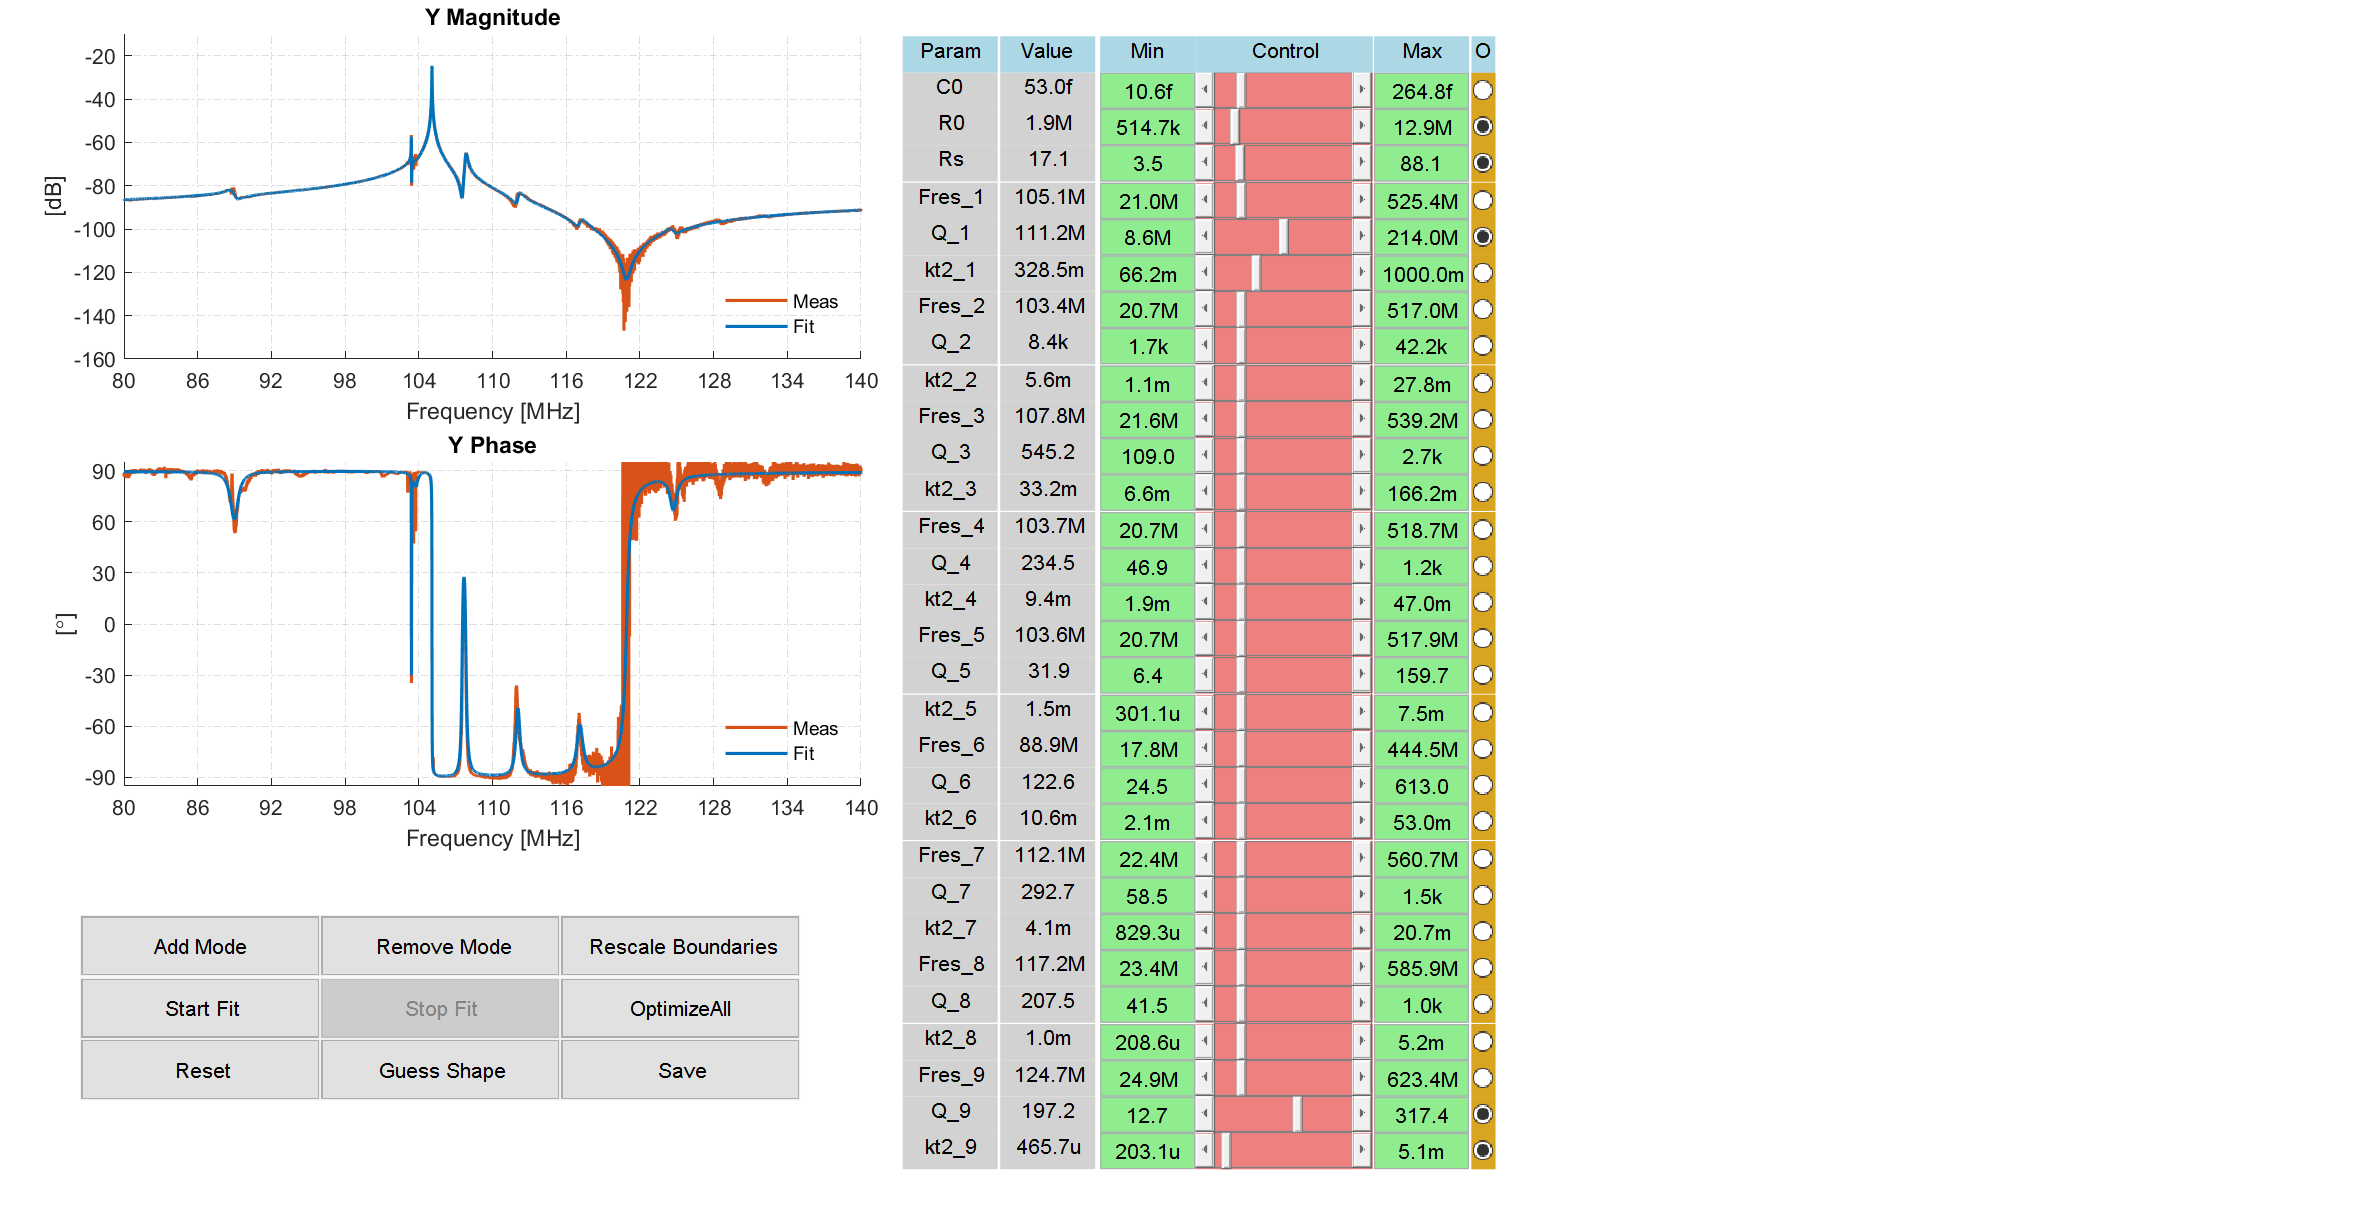 Y Magnitude
-20
-40
-60
-80
-100
-120
-140
-160
[dB]
Meas
Fit
80 86 92 98 104 110 116 122 128 134 140
Frequency [MHz]
Y Phase
90
60
30
0
-30
-60
-90
[°]
Meas
Fit
80 86 92 98 104 110 116 122 128 134 140
Frequency [MHz]
Add Mode Remove Mode Rescale Boundaries
Start Fit Stop Fit OptimizeAll
Reset Guess Shape Save
Param Value Min Control Max O
C0 53.0f 10.6f 264.8f
R0 1.9M 514.7k 12.9M
Rs 17.1 3.5 88.1
Fres_1 105.1M 21.0M 525.4M
Q_1 111.2M 8.6M 214.0M
kt2_1 328.5m 66.2m 1000.0m
Fres_2 103.4M 20.7M 517.0M
Q_2 8.4k 1.7k 42.2k
kt2_2 5.6m 1.1m 27.8m
Fres_3 107.8M 21.6M 539.2M
Q_3 545.2 109.0 2.7k
kt2_3 33.2m 6.6m 166.2m
Fres_4 103.7M 20.7M 518.7M
Q_4 234.5 46.9 1.2k
kt2_4 9.4m 1.9m 47.0m
Fres_5 103.6M 20.7M 517.9M
Q_5 31.9 6.4 159.7
kt2_5 1.5m 301.1u 7.5m
Fres_6 88.9M 17.8M 444.5M
Q_6 122.6 24.5 613.0
kt2_6 10.6m 2.1m 53.0m
Fres_7 112.1M 22.4M 560.7M
Q_7 292.7 58.5 1.5k
kt2_7 4.1m 829.3u 20.7m
Fres_8 117.2M 23.4M 585.9M
Q_8 207.5 41.5 1.0k
kt2_8 1.0m 208.6u 5.2m
Fres_9 124.7M 24.9M 623.4M
Q_9 197.2 12.7 317.4
kt2_9 465.7u 203.1u 5.1m